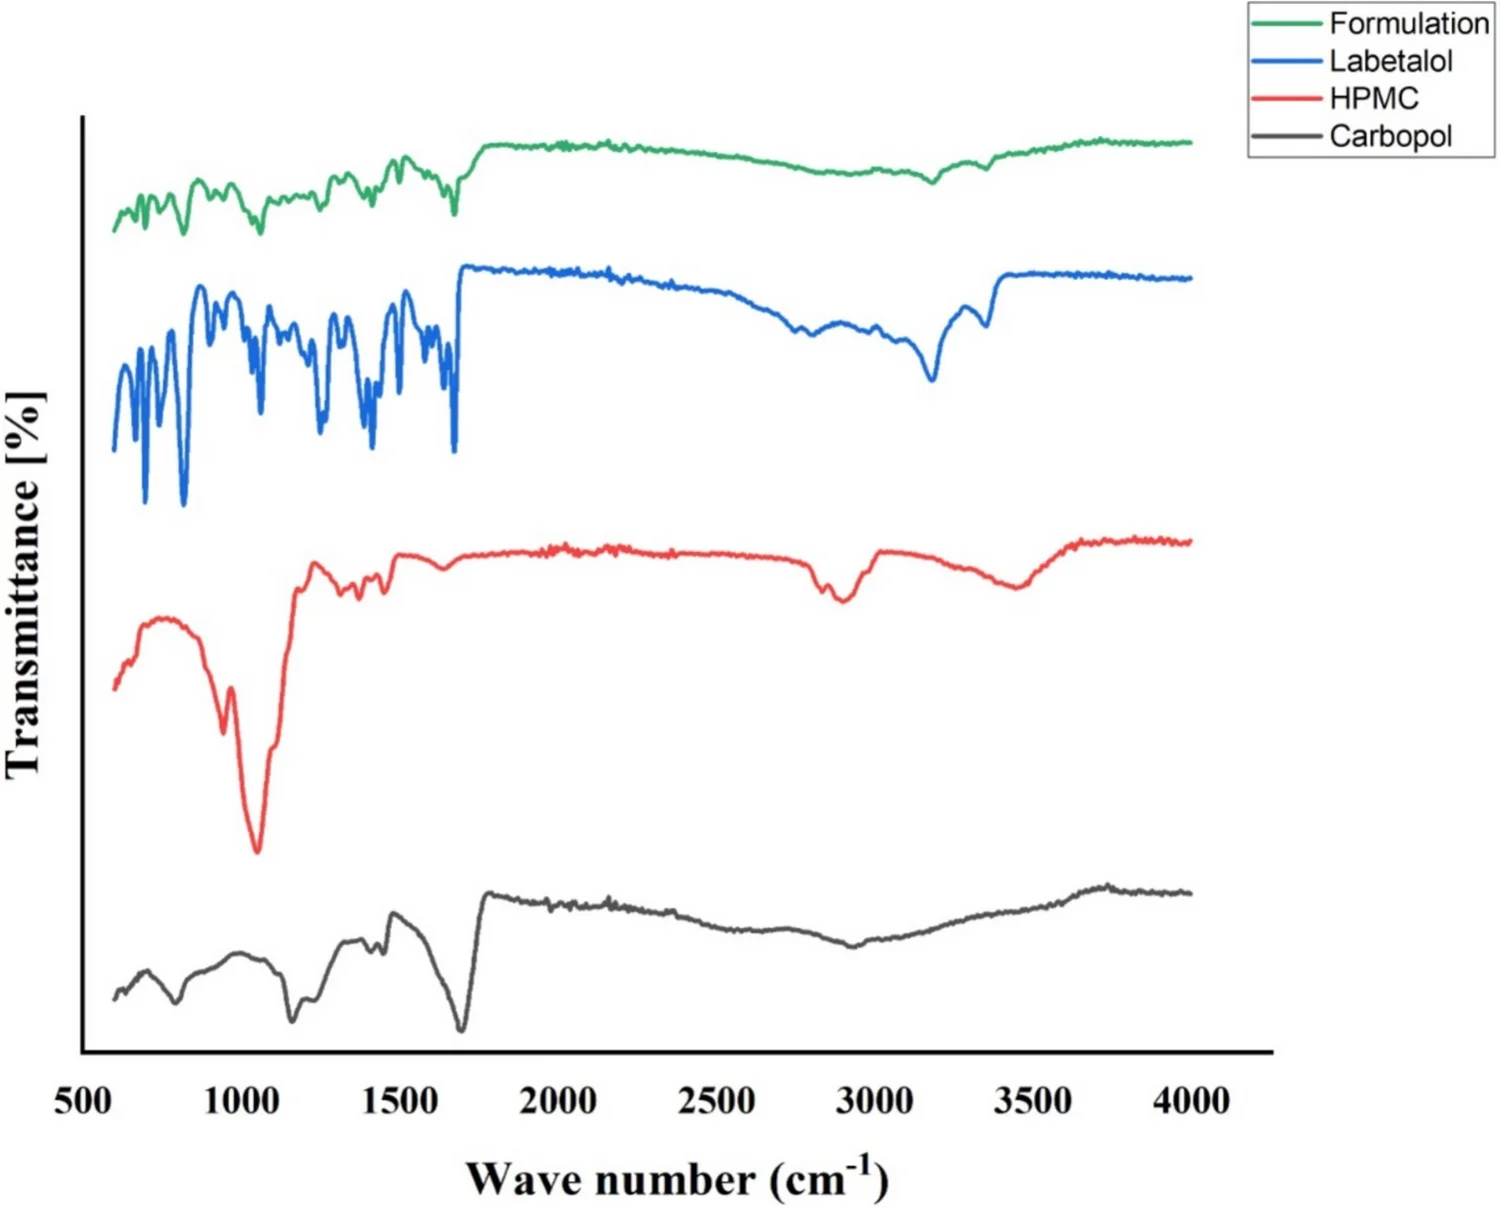 Formulation
Labetalol
HPMC
Carbopol
Transmittance [%]
500 1000 1500 2000 2500 3000 3500 4000
Wave number (cm⁻¹)